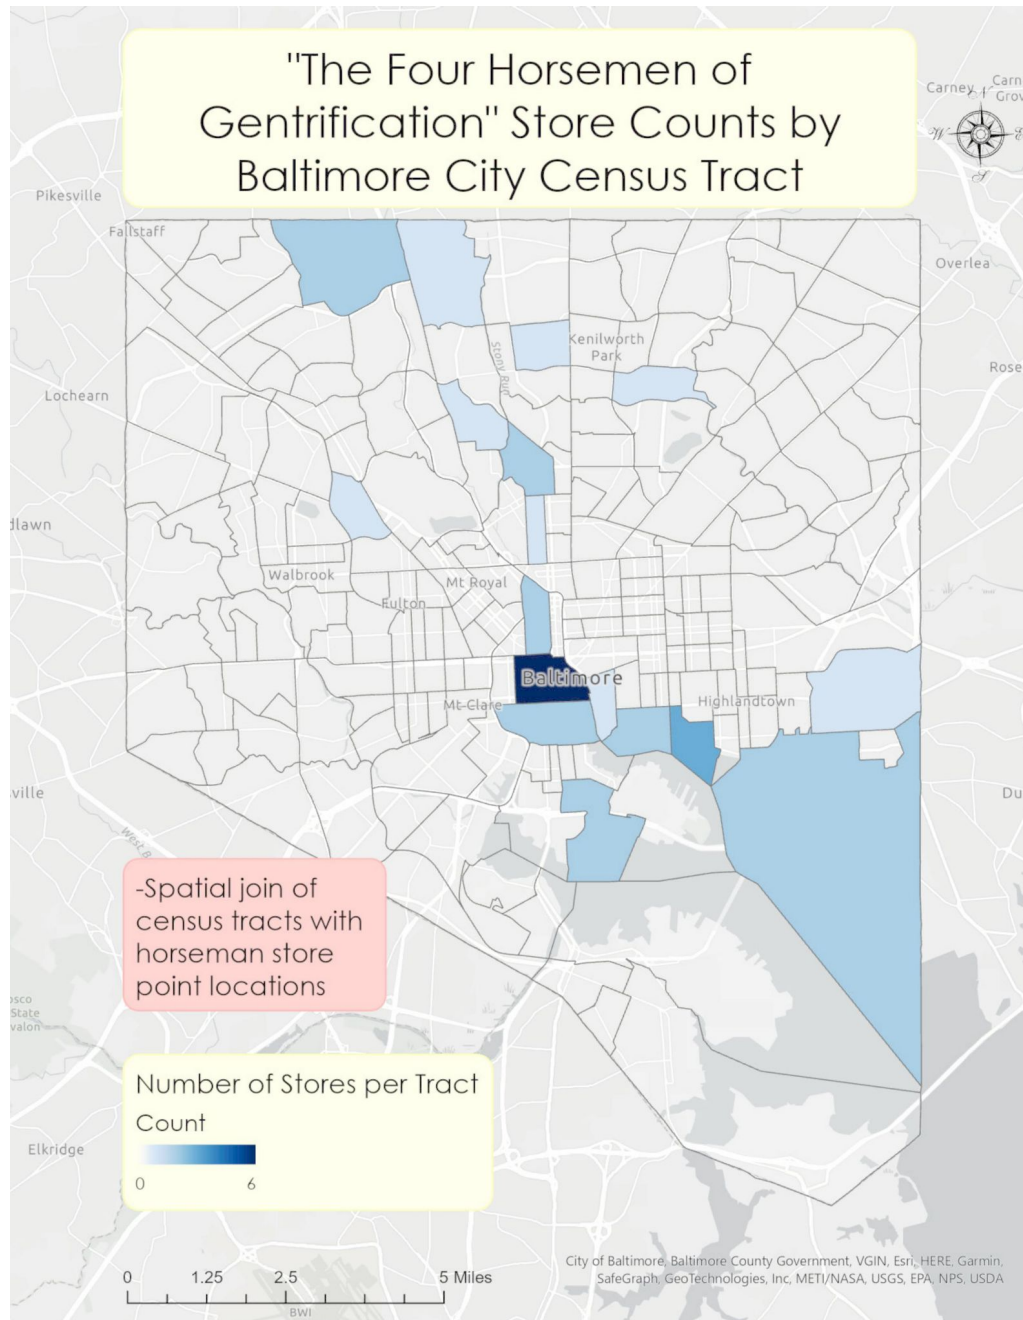 "The Four Horsemen of
Gentrification" Store Counts by
Baltimore City Census Tract
Carney
N
W
S
Pikesville
Fallstaff
Overlea
Stony Run
Kenilworth
Park
Lochearn
Walbrook
Mt Royal
Fulton
Baltimore
Mt Clare
Highlandtown
-Spatial join of
census tracts with
horseman store
point locations
Number of Stores per Tract
Count
0 6
Elkridge
0 1.25 2.5 5 Miles
BWI
City of Baltimore, Baltimore County Government, VGIN, Esri, HERE, Garmin,
SafeGraph, GeoTechnologies, Inc, METI/NASA, USGS, EPA, NPS, USDA